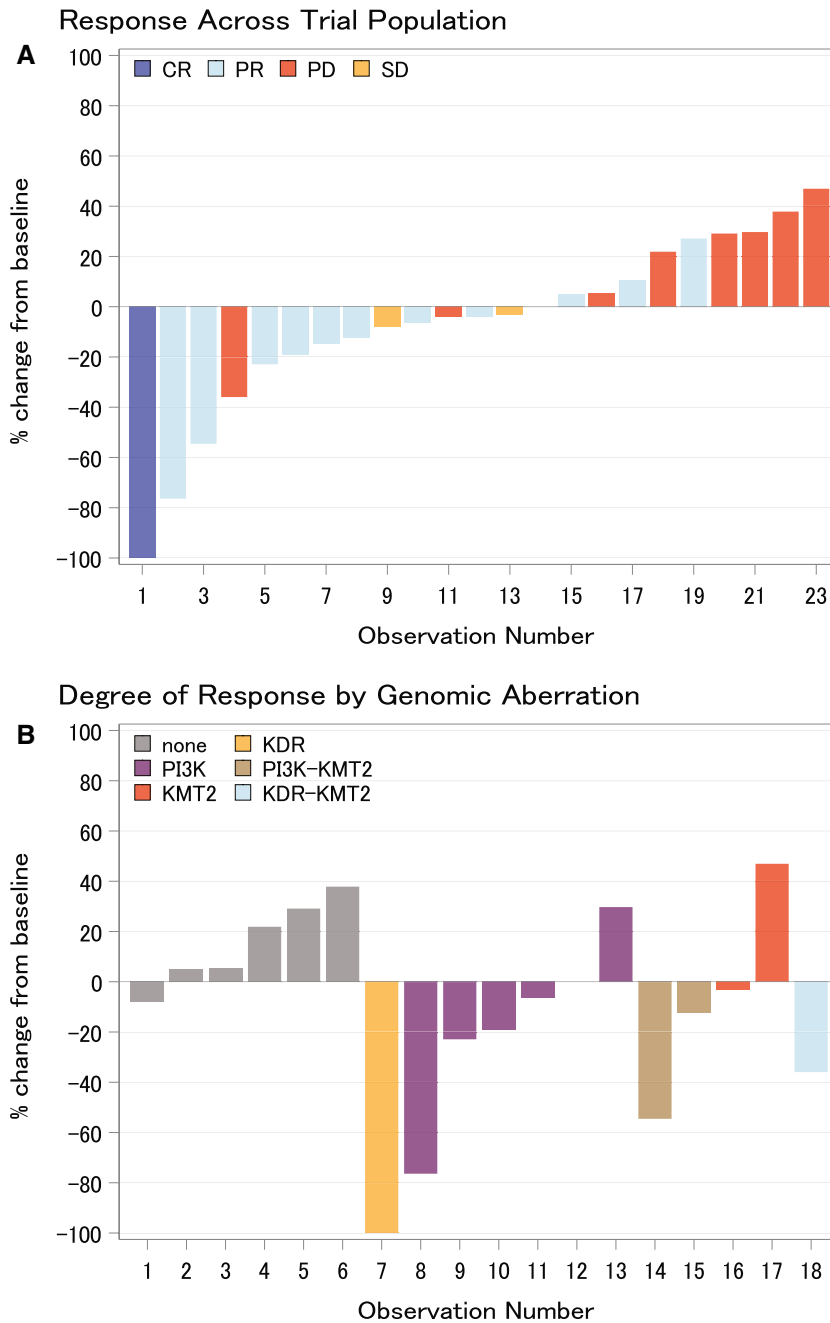 Response Across Trial Population
A
CR PR PD SD
% change from baseline
100
80
60
40
20
0
−20
−40
−60
−80
−100
1 3 5 7 9 11 13 15 17 19 21 23
Observation Number
Degree of Response by Genomic Aberration
B
none KDR
PI3K PI3K−KMT2
KMT2 KDR−KMT2
% change from baseline
100
80
60
40
20
0
−20
−40
−60
−80
−100
1 2 3 4 5 6 7 8 9 10 11 12 13 14 15 16 17 18
Observation Number